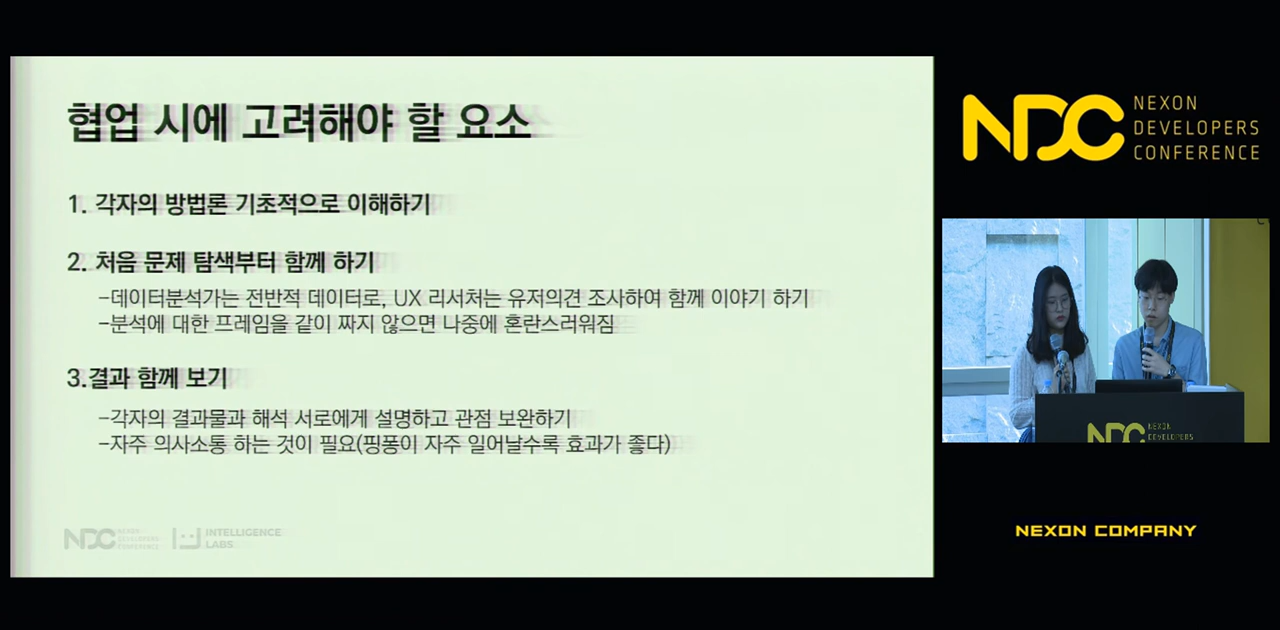 협업 시에 고려해야 할 요소
1. 각자의 방법론 기초적으로 이해하기
2. 처음 문제 탐색부터 함께 하기
-데이터분석가는 전반적 데이터로, UX 리서처는 유저의견 조사하여 함께 이야기 하기
-분석에 대한 프레임을 같이 짜지 않으면 나중에 혼란스러워짐
3.결과 함께 보기
-각자의 결과물과 해석 서로에게 설명하고 관점 보완하기
-자주 의사소통 하는 것이 필요(핑퐁이 자주 일어날수록 효과가 좋다)
NDC NEXON
DEVELOPERS
CONFERENCE
INTELLIGENCE
LABS
NDC
NEXON
DEVELOPERS
CONFERENCE
NDC NEXON
DEVELOPERS
NEXON COMPANY